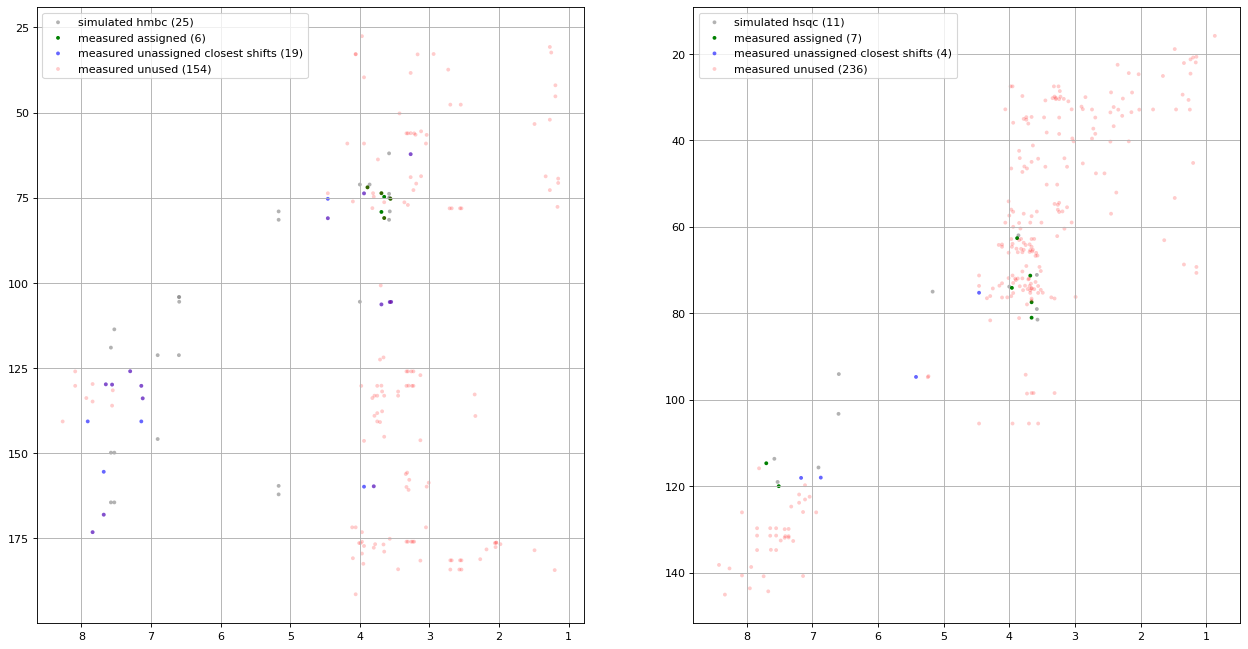 simulated hmbc (25)
measured assigned (6)
measured unassigned closest shifts (19)
measured unused (154)
25
50
75
100
125
150
175
8 7 6 5 4 3 2 1
simulated hsqc (11)
measured assigned (7)
measured unassigned closest shifts (4)
measured unused (236)
20
40
60
80
100
120
140
8 7 6 5 4 3 2 1